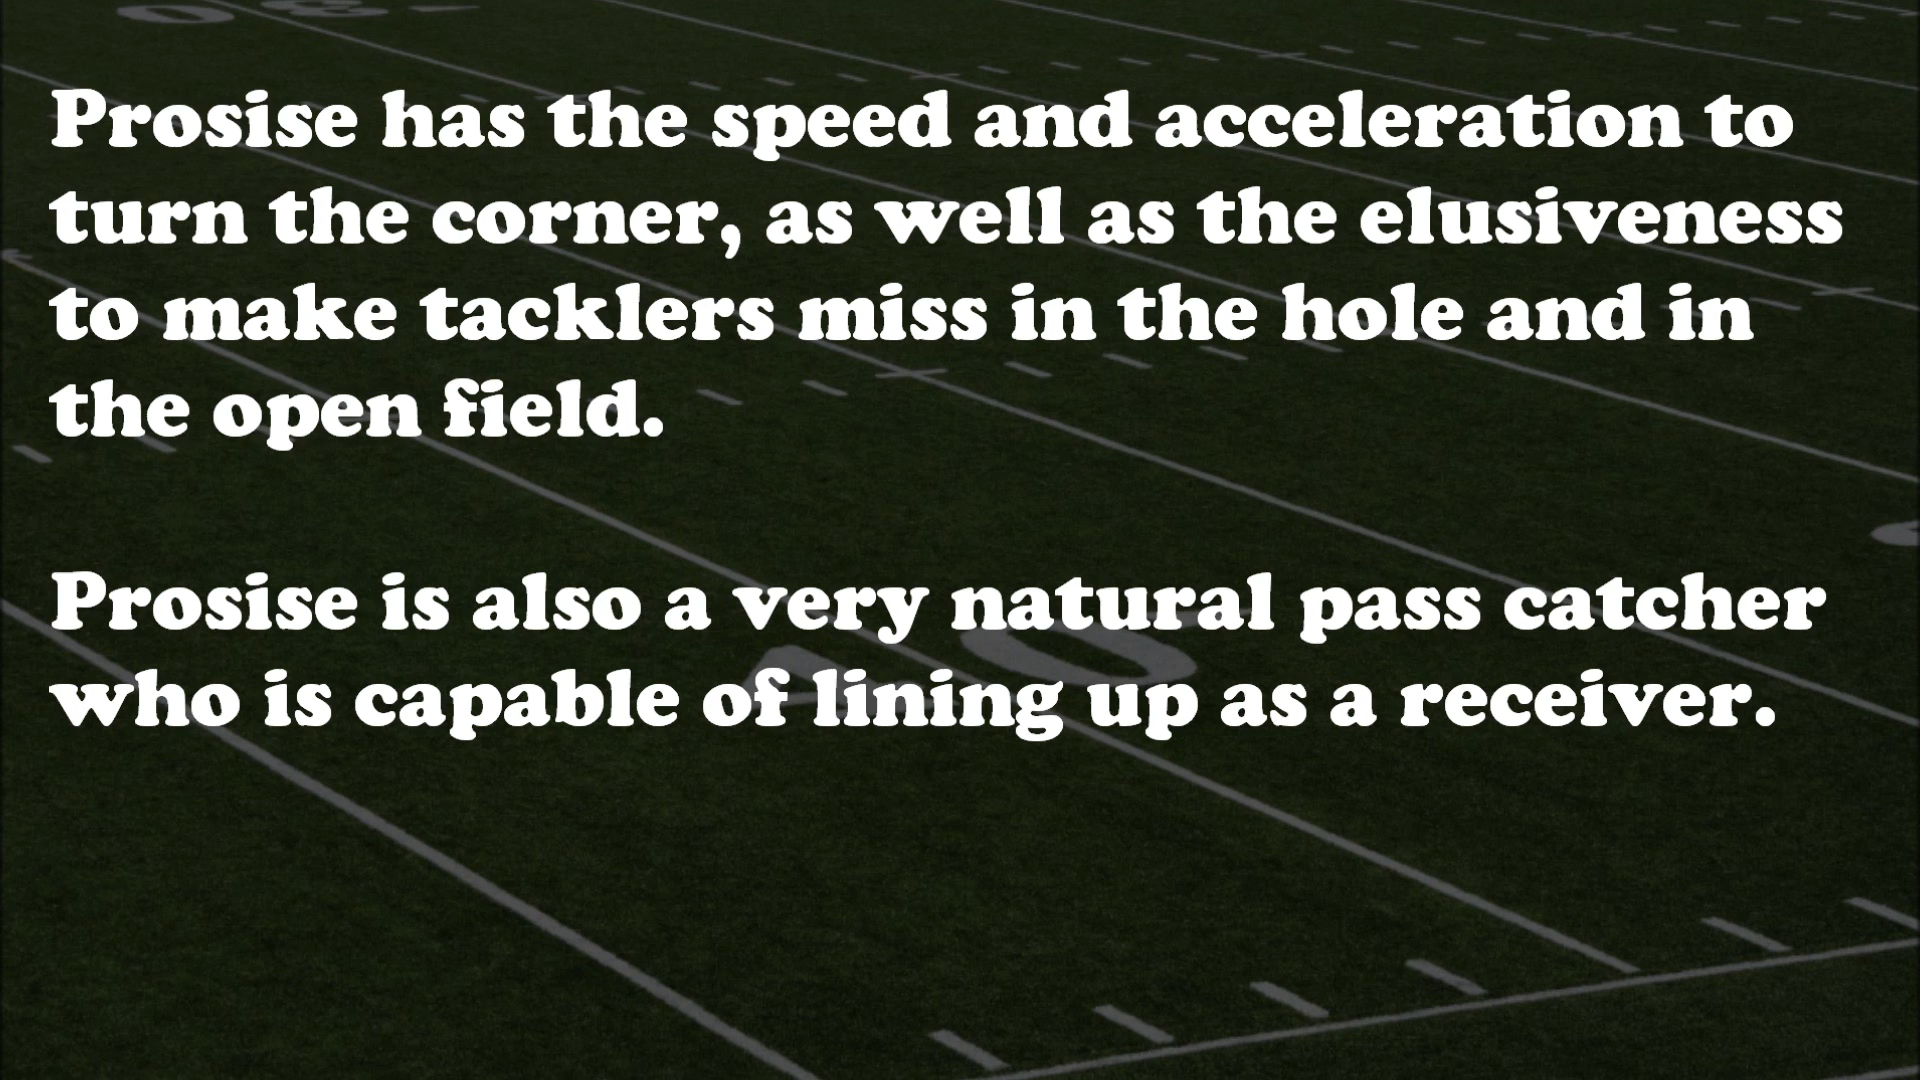 Prosise has the speed and acceleration to
turn the corner, as well as the elusiveness
to make tacklers miss in the hole and in
the open field.
Prosise is also a very natural pass catcher
who is capable of lining up as a receiver.